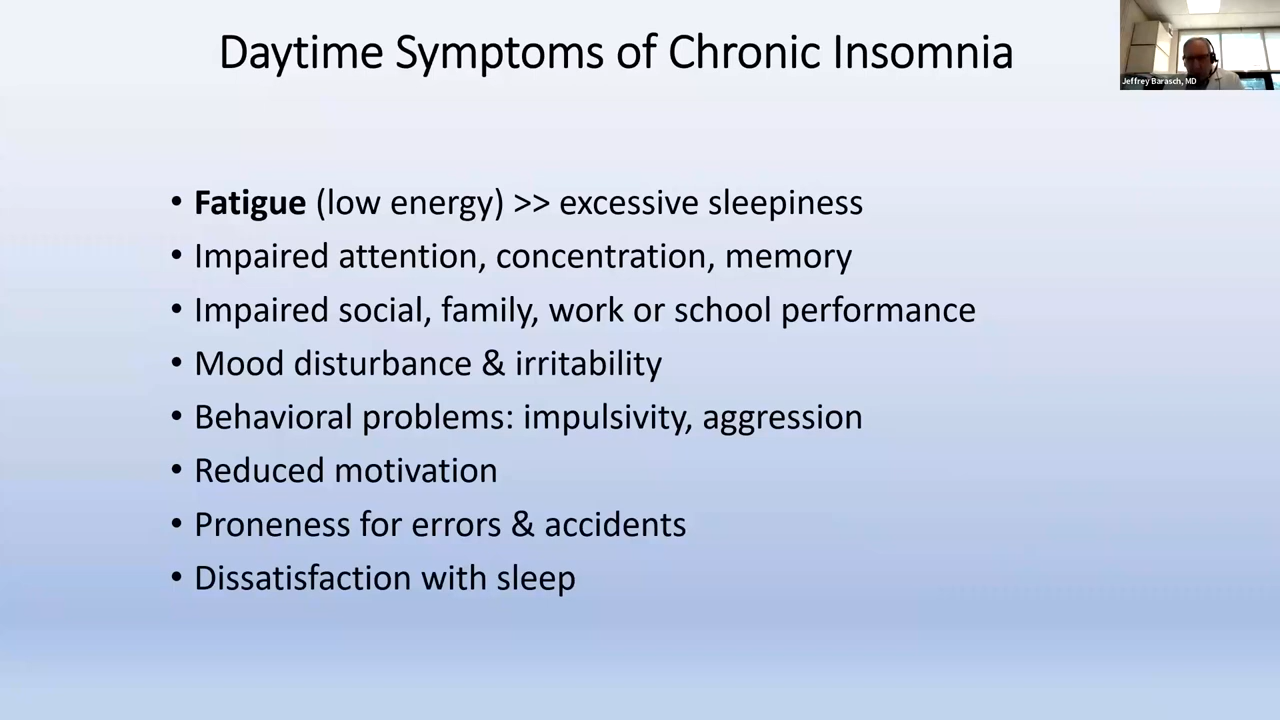 Daytime Symptoms of Chronic Insomnia
Jeffrey Barasch, MD
• Fatigue (low energy) >> excessive sleepiness
• Impaired attention, concentration, memory
• Impaired social, family, work or school performance
• Mood disturbance & irritability
• Behavioral problems: impulsivity, aggression
• Reduced motivation
• Proneness for errors & accidents
• Dissatisfaction with sleep